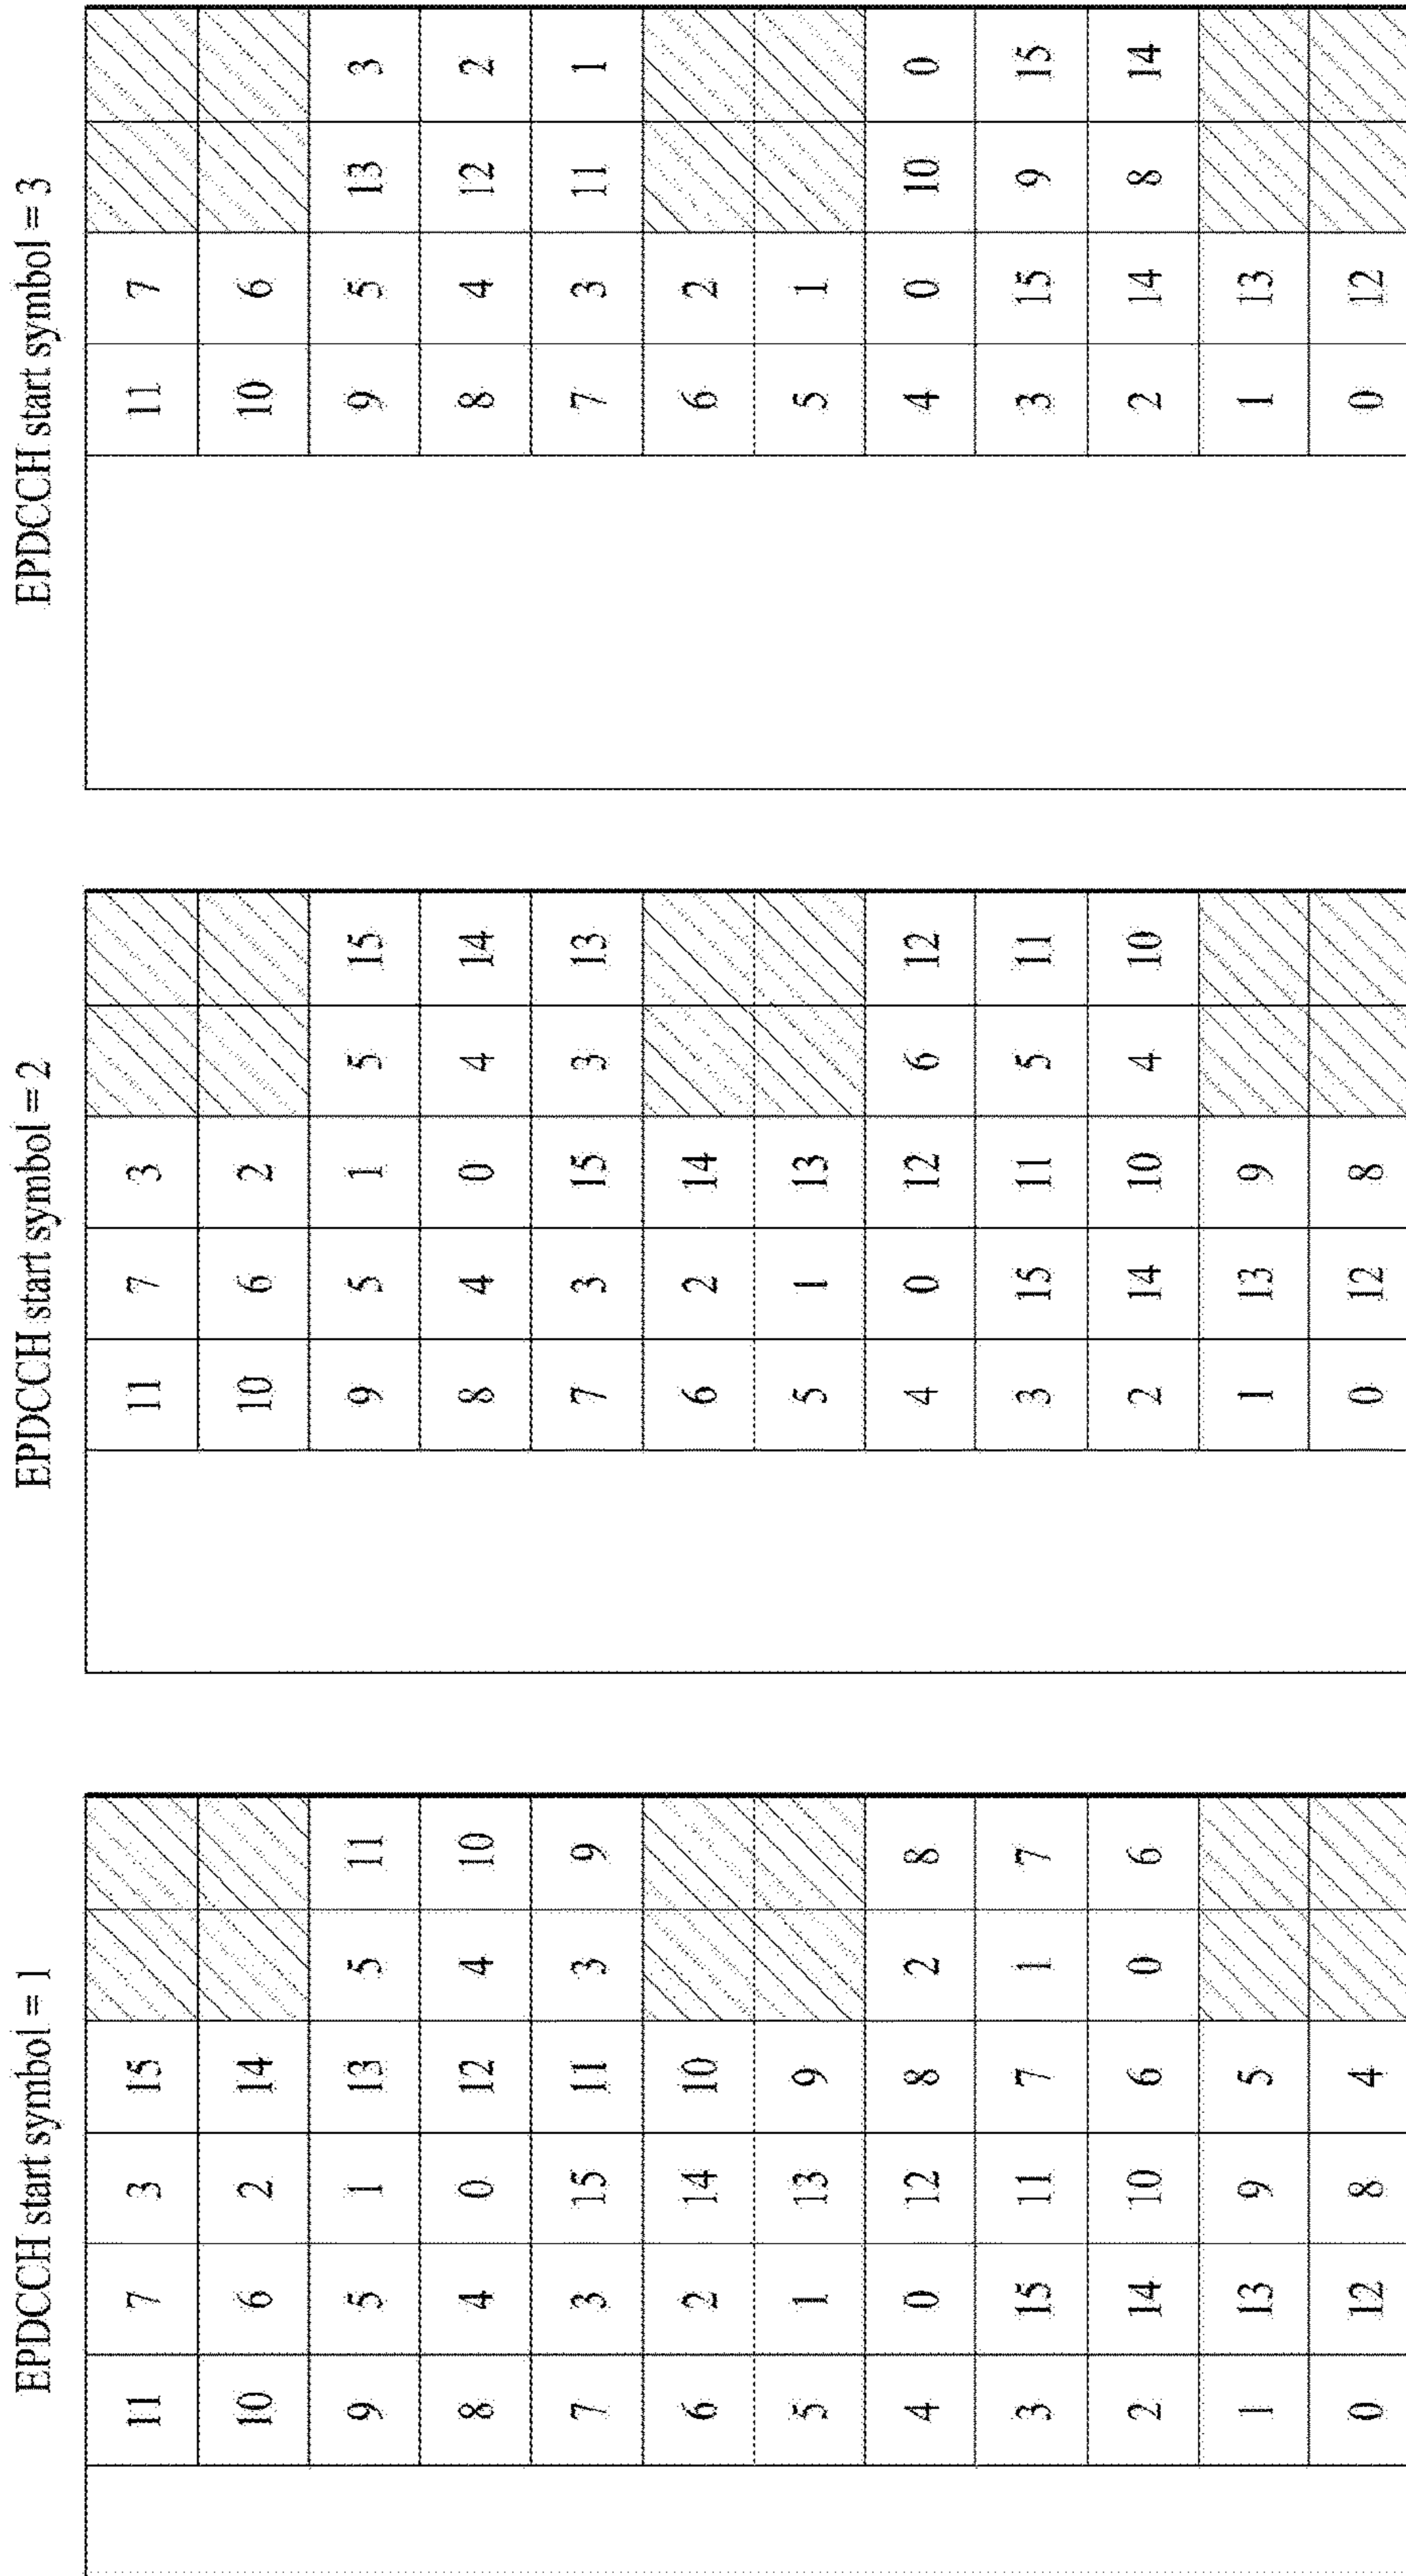 EPDCCH start symbol = 1
11 7 3 15
10 6 2 14
9 5 1 13 5 11
8 4 0 12 4 10
7 3 15 11 3 9
6 2 14 10
5 1 13 9
4 0 12 8 2 8
3 15 11 7 1 7
2 14 10 6 0 6
1 13 9 5
0 12 8 4
EPDCCH start symbol = 2
11 7 3
10 6 2
9 5 1 5 15
8 4 0 4 14
7 3 15 3 13
6 2 14
5 1 13
4 0 12 6 12
3 15 11 5 11
2 14 10 4 10
1 13 9
0 12 8
EPDCCH start symbol = 3
11 7
10 6
9 5 13 3
8 4 12 2
7 3 11 1
6 2
5 1
4 0 10 0
3 15 9 15
2 14 8 14
1 13
0 12